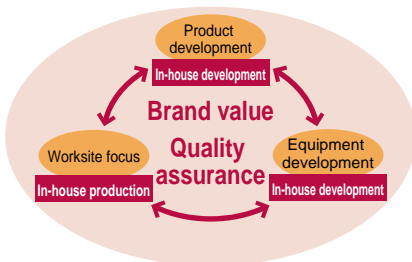 Product
development
In-house development
Brand value
Quality
assurance
Worksite focus
In-house production
Equipment
development
In-house development